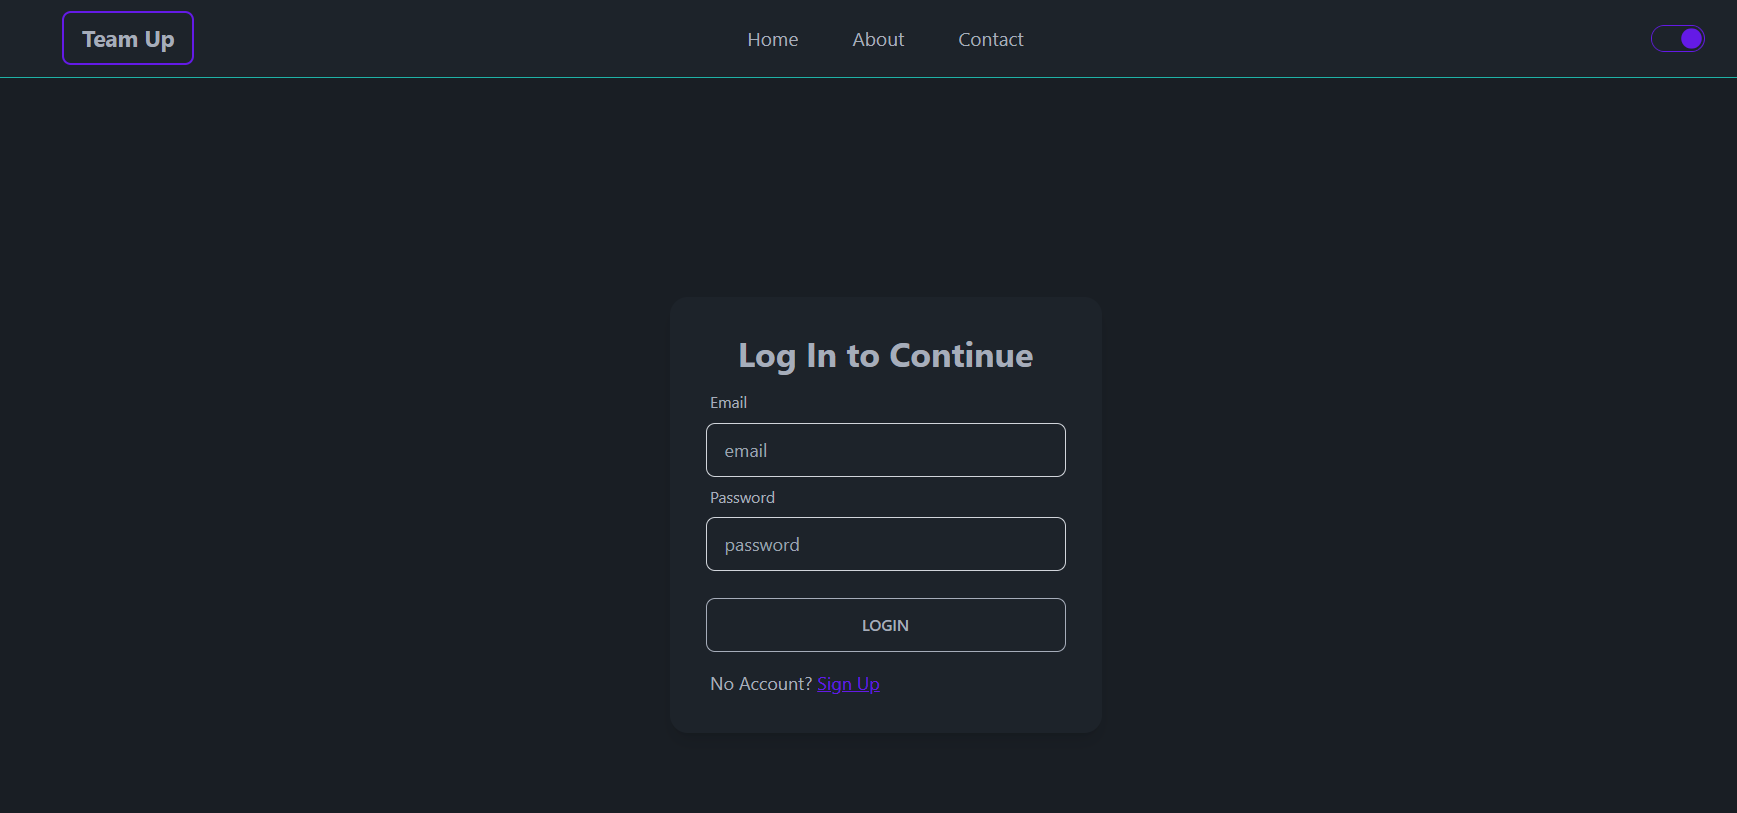 Team Up
Home About Contact
Log In to Continue
Email
email
Password
password
LOGIN
No Account? Sign Up